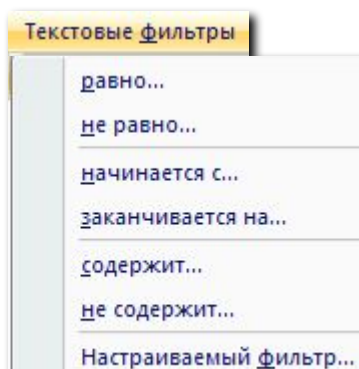 Текстовые фильтры
равно...
не равно...
начинается с...
заканчивается на...
содержит...
не содержит...
Настраиваемый фильтр...